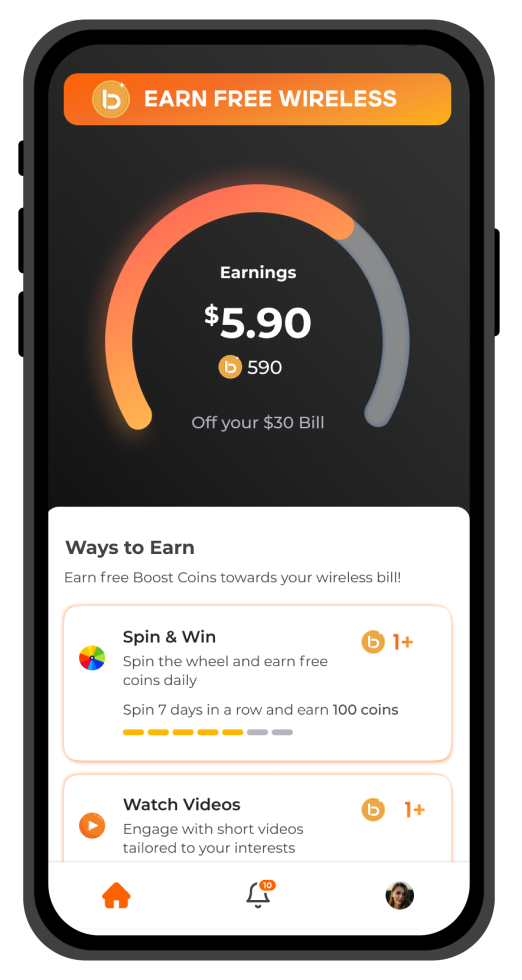 b EARN FREE WIRELESS
Earnings
$5.90
b 590
Off your $30 Bill
Ways to Earn
Earn free Boost Coins towards your wireless bill!
Spin & Win
b 1+
Spin the wheel and earn free
coins daily
Spin 7 days in a row and earn 100 coins
Watch Videos
b 1+
Engage with short videos
tailored to your interests
10